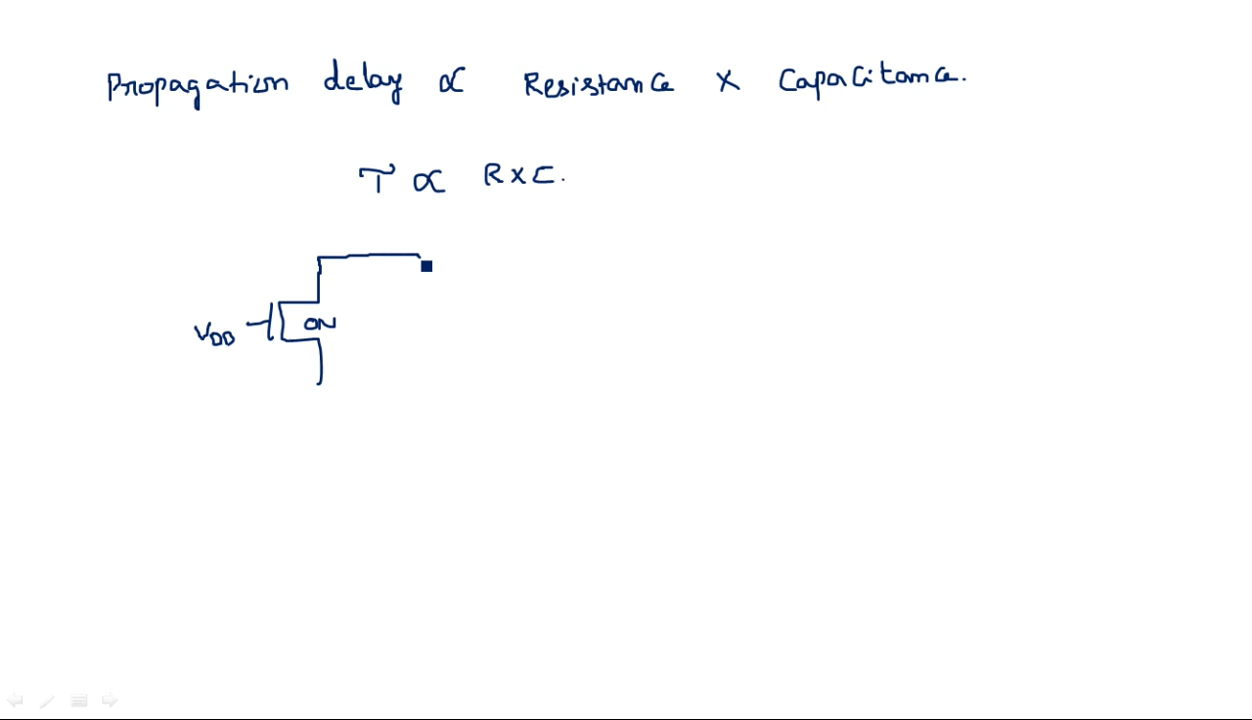 Propagation delay ∝ Resistance × Capacitance.
T ∝ R×C.
ON
VDD